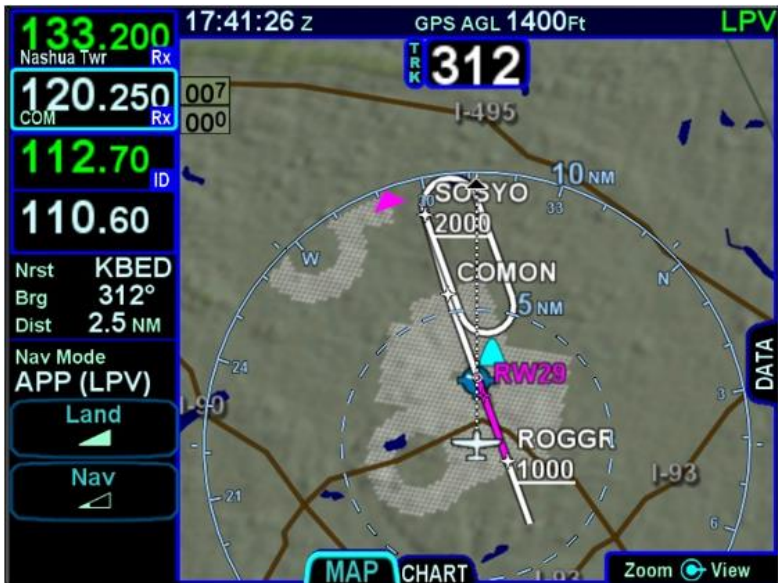 133.200
Nashua Twr Rx
17:41:26 Z
GPS AGL 1400Ft
LPV
TRK
312
120.250
COM Rx
00⁷
00⁰
I-495
112.70
ID
110.60
10 NM
SOSYO
2000
30
33
W
N
COMON
5 NM
Nrst KBED
Brg 312°
Dist 2.5 NM
Nav Mode
APP (LPV)
RW29
24
3
DATA
Land
I-90
ROGGR
1000
I-93
Nav
21
6
I-93
MAP
CHART
Zoom View